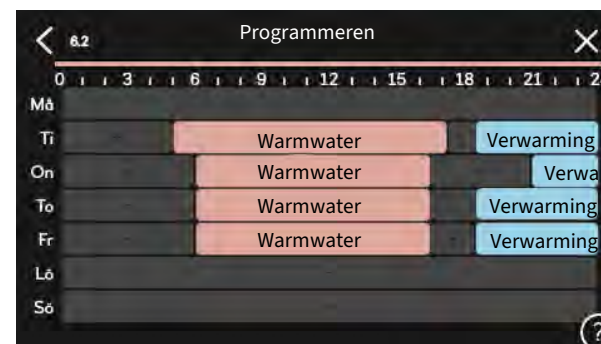 6.2 Programmeren
0 3 6 9 12 15 18 21 2
Må
Ti Warmwater Verwarming
On Warmwater Verwa
To Warmwater Verwarming
Fr Warmwater Verwarming
Lö
Sö
?